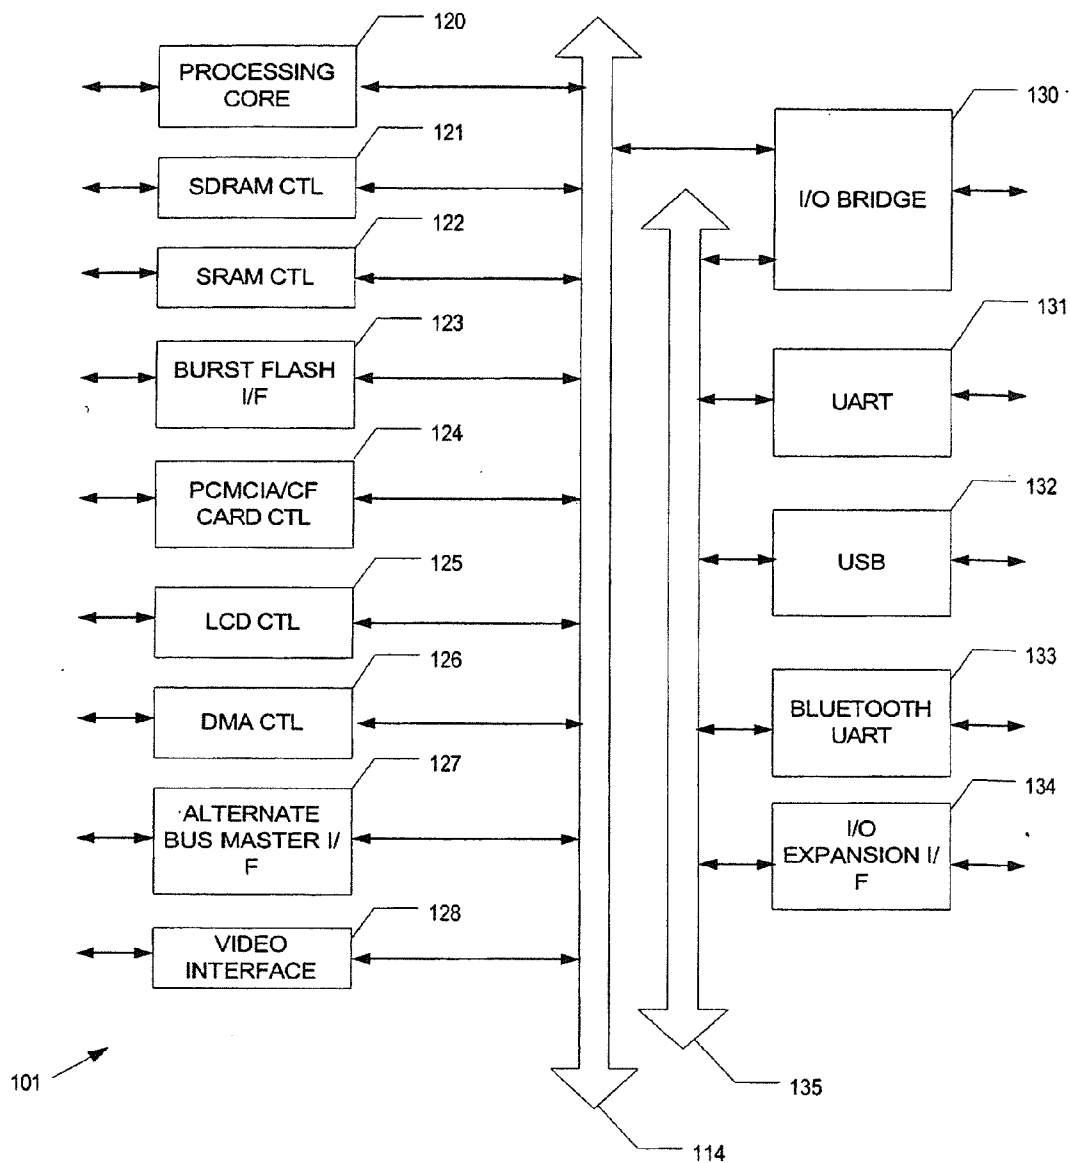 120
PROCESSING
CORE
121
SDRAM CTL
122
SRAM CTL
123
BURST FLASH
I/F
124
PCMCIA/CF
CARD CTL
125
LCD CTL
126
DMA CTL
127
ALTERNATE
BUS MASTER I/
F
128
VIDEO
INTERFACE
101
114
135
130
I/O BRIDGE
131
UART
132
USB
133
BLUETOOTH
UART
134
I/O
EXPANSION I/
F